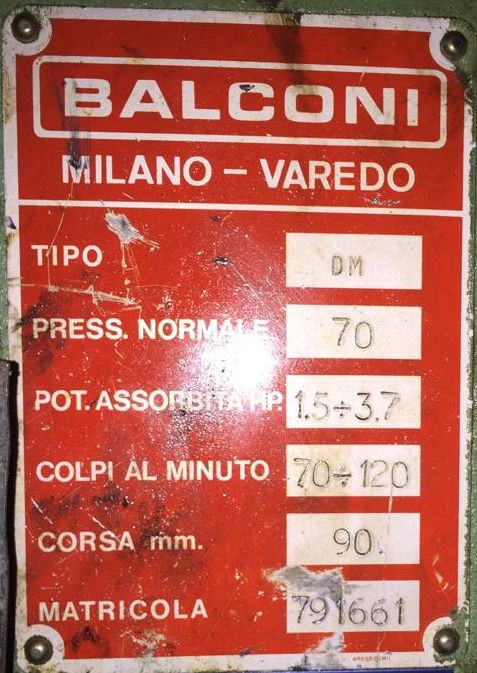 BALCONI
MILANO - VAREDO
TIPO DM
PRESS. NORMALE 70
POT. ASSORBITA HP. 1.5÷3.7
COLPI AL MINUTO 70÷120
CORSA mm. 90.
MATRICOLA 791661